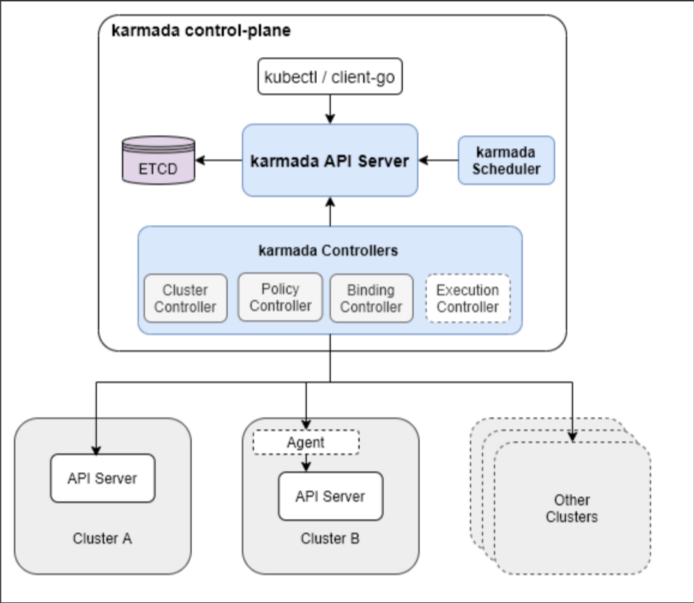 karmada control-plane
kubectl / client-go
karmada API Server
ETCD
karmada
Scheduler
karmada Controllers
Cluster
Controller
Policy
Controller
Binding
Controller
Execution
Controller
API Server
Cluster A
Agent
API Server
Cluster B
Other
Clusters